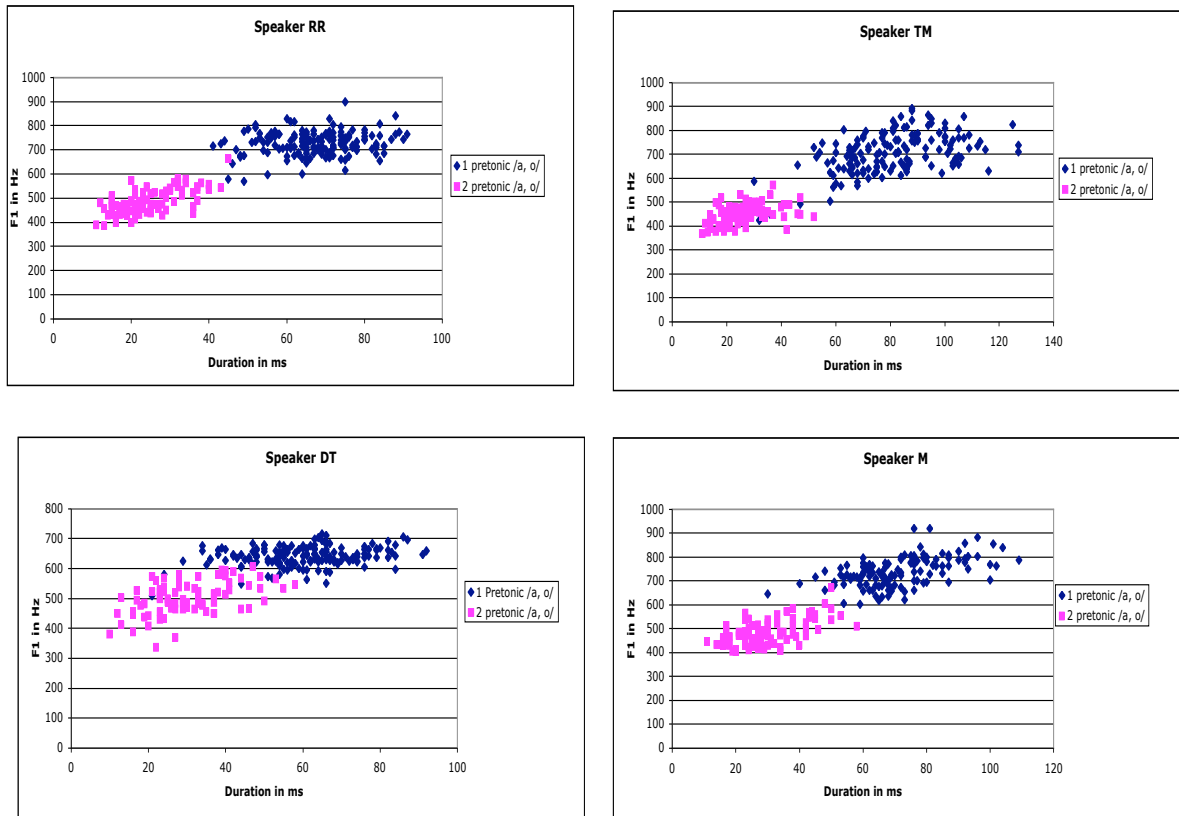 Speaker RR
F1 in Hz
1000
900
800
700
600
500
400
300
200
100
0
0 20 40 60 80 100
Duration in ms
1 pretonic /a, o/
2 pretonic /a, o/
Speaker TM
F1 in Hz
1000
900
800
700
600
500
400
300
200
100
0
0 20 40 60 80 100 120 140
Duration in ms
1 pretonic /a, o/
2 pretonic /a, o/
Speaker DT
F1 in Hz
800
700
600
500
400
300
200
100
0
0 20 40 60 80 100
Duration in ms
1 Pretonic /a, o/
2 pretonic /a, o/
Speaker M
F1 in Hz
1000
900
800
700
600
500
400
300
200
100
0
0 20 40 60 80 100 120
Duration in ms
1 pretonic /a, o/
2 pretonic /a, o/